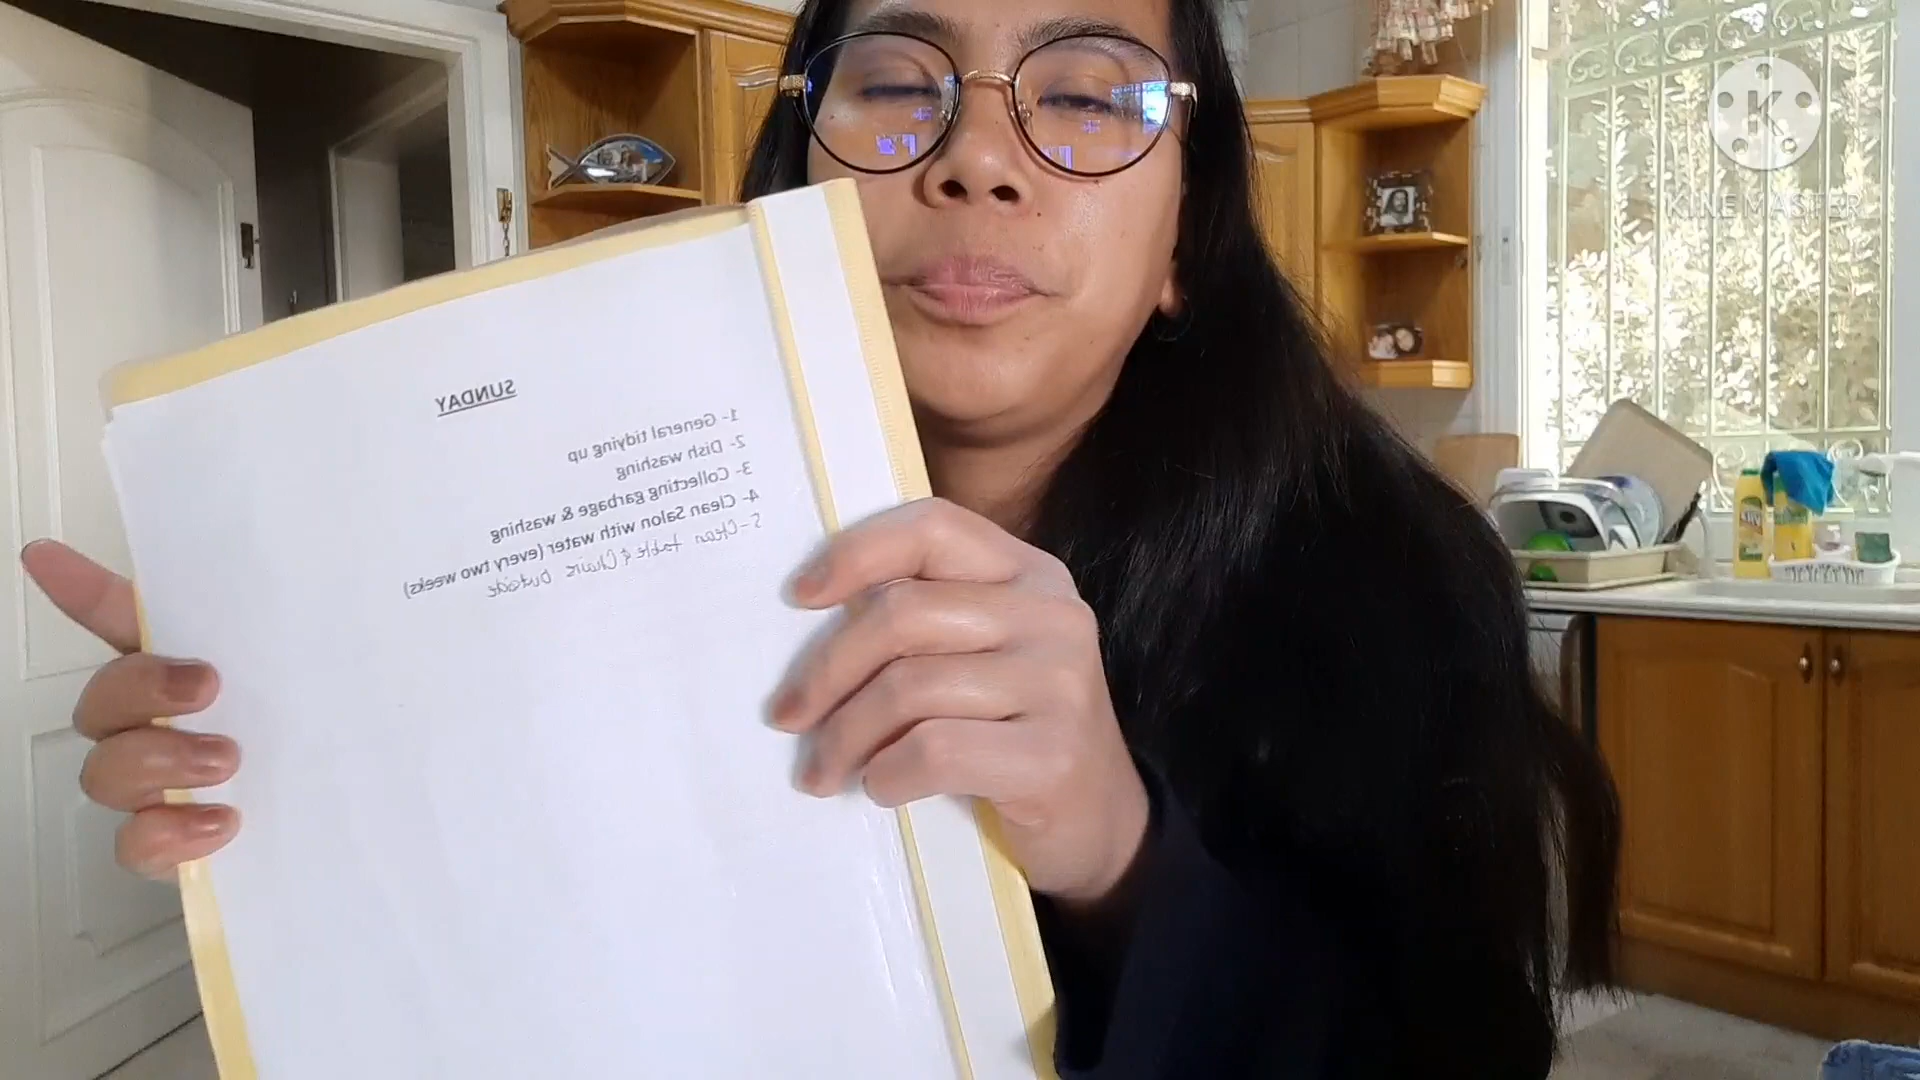 SUNDAY
1- General tidying up
2- Dish washing
3- Collecting garbage & washing
4- Clean Salon with water (every two weeks)
5- Clean table & Chairs Outside
K
KINEMASTER